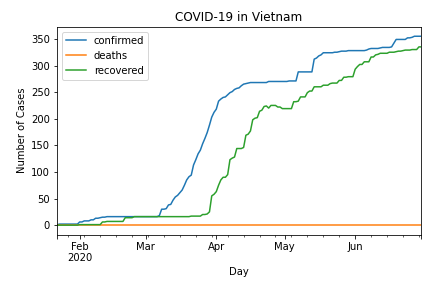 COVID-19 in Vietnam
confirmed
deaths
recovered
Number of Cases
350
300
250
200
150
100
50
0
Feb
2020
Mar
Apr
May
Jun
Day